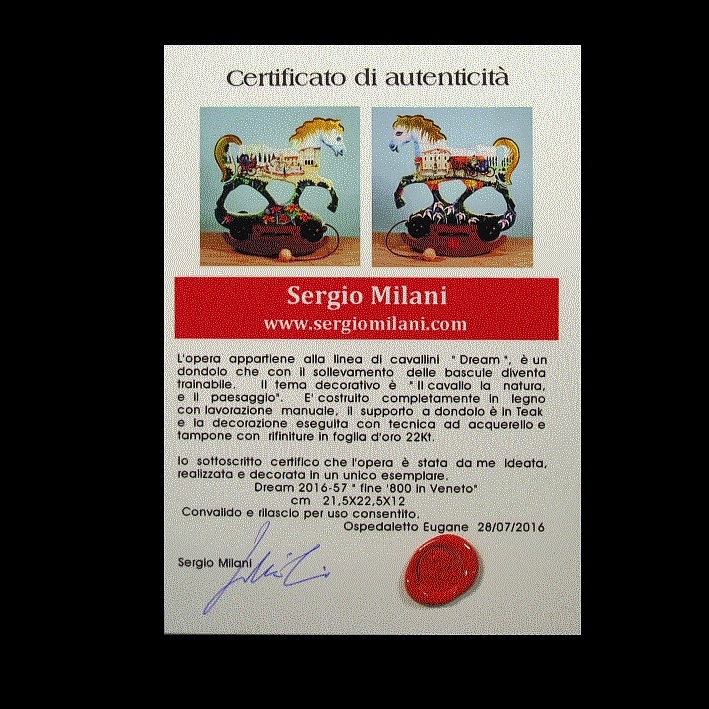 Certificato di autenticità
Sergio Milani
www.sergiomilani.com
L'opera appartiene alla linea di cavallini " Dream ", è un
dondolo che con il sollevamento delle bascule diventa
trainabile. Il tema decorativo è " Il cavallo la natura,
e il paesaggio". E' costruito completamente in legno
con lavorazione manuale, il supporto a dondolo è in Teak
e la decorazione eseguita con tecnica ad acquerello e
tampone con rifiniture in foglia d'oro 22Kt.
Io sottoscritto certifico che l'opera è stata da me ideata,
realizzata e decorata in un unico esemplare.
Dream 2016-57 " fine '800 in Veneto"
cm 21,5X22,5X12
Convalido e rilascio per uso consentito.
Ospedaletto Eugane 28/07/2016
Sergio Milani